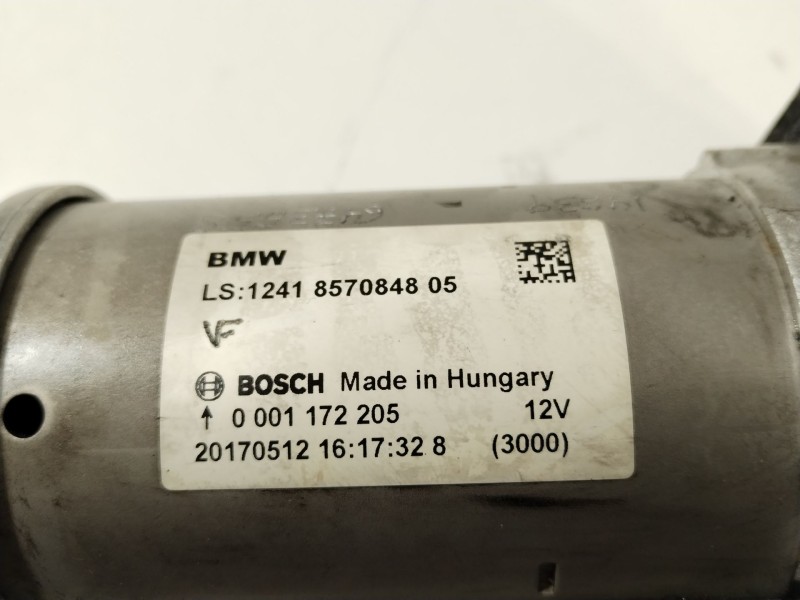 BMW
LS:1241 8570848 05
VF
BOSCH Made in Hungary
↑ 0 001 172 205 12V
20170512 16:17:32 8 (3000)